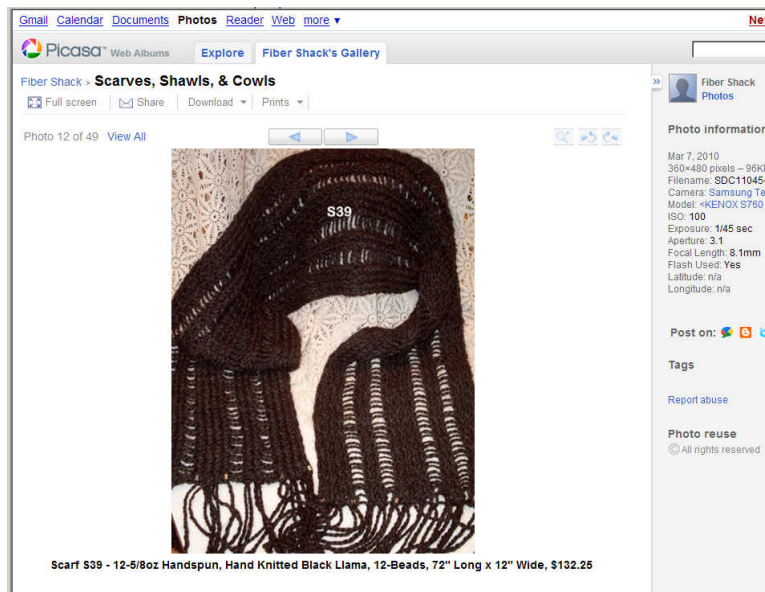 Gmail Calendar Documents Photos Reader Web more ▼
Picasa™ Web Albums Explore Fiber Shack's Gallery
Fiber Shack > Scarves, Shawls, & Cowls
Full screen Share Download Prints
Photo 12 of 49 View All
S39
Scarf S39 - 12-5/8oz Handspun, Hand Knitted Black Llama, 12-Beads, 72" Long x 12" Wide, $132.25
»
Fiber Shack
Photos
Photo information
Mar 7, 2010
360×480 pixels – 96K
Filename: SDC11045-
Camera: Samsung Te
Model: <KENOX S760
ISO: 100
Exposure: 1/45 sec
Aperture: 3.1
Focal Length: 8.1mm
Flash Used: Yes
Latitude: n/a
Longitude: n/a
Post on:
Tags
Report abuse
Photo reuse
© All rights reserved